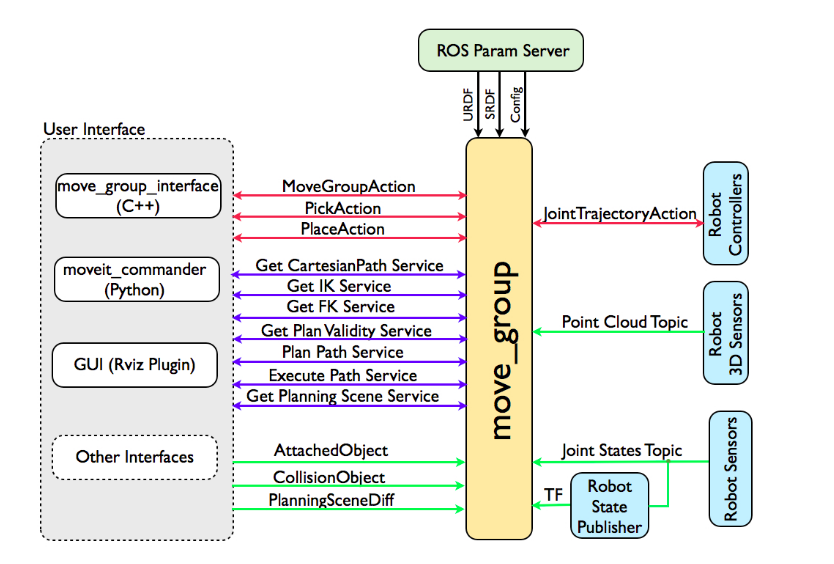 ROS Param Server
URDF
SRDF
Config
User Interface
move_group_interface
(C++)
moveit_commander
(Python)
GUI (Rviz Plugin)
Other Interfaces
MoveGroupAction
PickAction
PlaceAction
Get CartesianPath Service
Get IK Service
Get FK Service
Get Plan Validity Service
Plan Path Service
Execute Path Service
Get Planning Scene Service
AttachedObject
CollisionObject
PlanningSceneDiff
move_group
JointTrajectoryAction
Point Cloud Topic
Joint States Topic
TF
Robot
State
Publisher
Robot
Controllers
Robot
3D Sensors
Robot Sensors